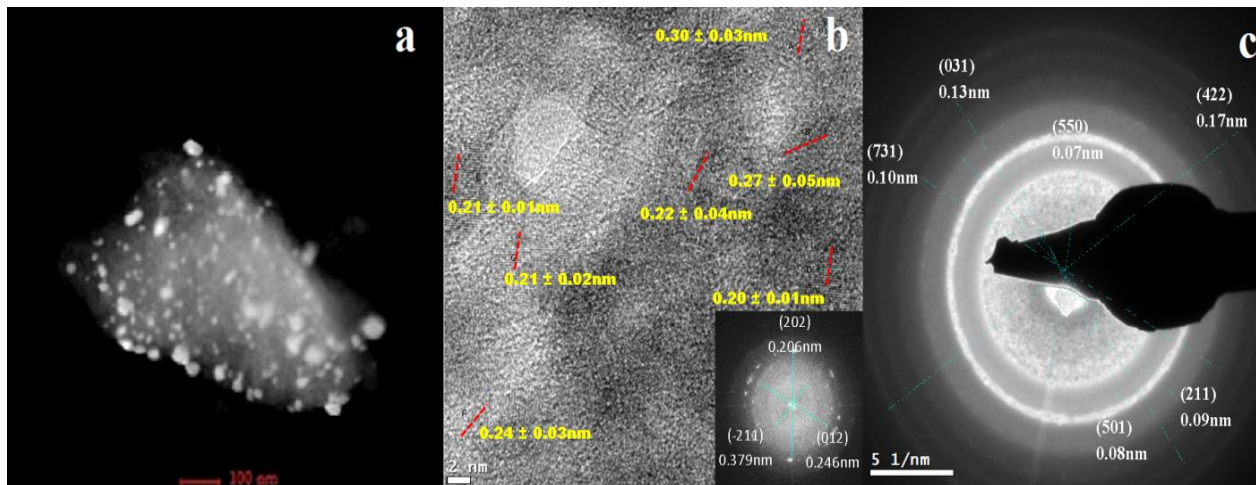 a
100 nm
b
0.30 ± 0.03nm
0.21 ± 0.01nm
0.27 ± 0.05nm
0.22 ± 0.04nm
0.21 ± 0.02nm
0.20 ± 0.01nm
0.24 ± 0.03nm
2 nm
(202)
0.206nm
(-211)
0.379nm
(012)
0.246nm
c
(031)
0.13nm
(422)
0.17nm
(550)
0.07nm
(731)
0.10nm
(211)
0.09nm
(501)
0.08nm
5 1/nm